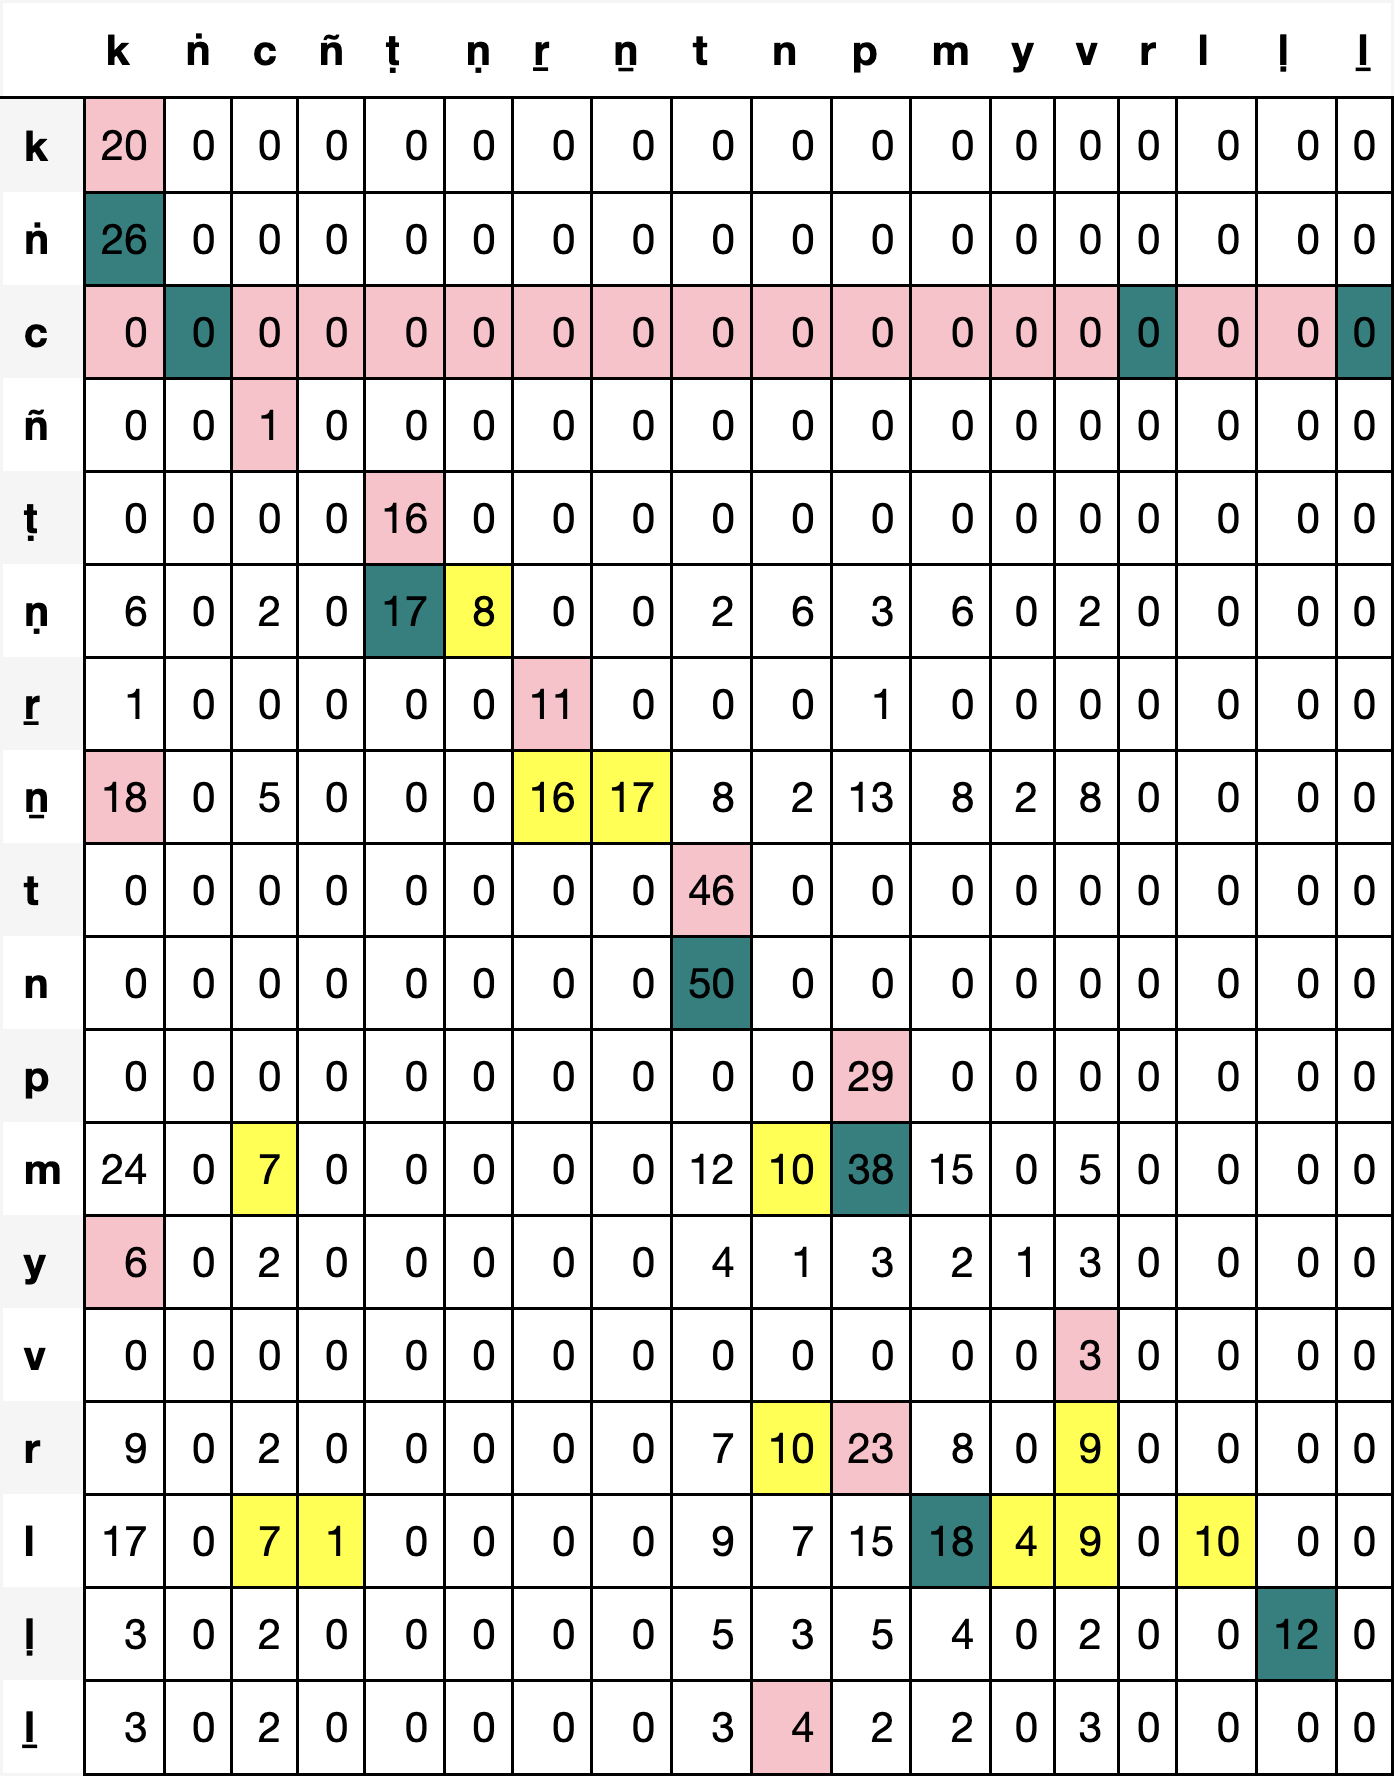 k ṅ c ñ ṭ ṇ ṟ ṉ t n p m y v r l ḷ ḻ
k 20 0 0 0 0 0 0 0 0 0 0 0 0 0 0 0 0 0
ṅ 26 0 0 0 0 0 0 0 0 0 0 0 0 0 0 0 0 0
c 0 0 0 0 0 0 0 0 0 0 0 0 0 0 0 0 0 0
ñ 0 0 1 0 0 0 0 0 0 0 0 0 0 0 0 0 0 0
ṭ 0 0 0 0 16 0 0 0 0 0 0 0 0 0 0 0 0 0
ṇ 6 0 2 0 17 8 0 0 2 6 3 6 0 2 0 0 0 0
ṟ 1 0 0 0 0 0 11 0 0 0 1 0 0 0 0 0 0 0
ṉ 18 0 5 0 0 0 16 17 8 2 13 8 2 8 0 0 0 0
t 0 0 0 0 0 0 0 0 46 0 0 0 0 0 0 0 0 0
n 0 0 0 0 0 0 0 0 50 0 0 0 0 0 0 0 0 0
p 0 0 0 0 0 0 0 0 0 0 29 0 0 0 0 0 0 0
m 24 0 7 0 0 0 0 0 12 10 38 15 0 5 0 0 0 0
y 6 0 2 0 0 0 0 0 4 1 3 2 1 3 0 0 0 0
v 0 0 0 0 0 0 0 0 0 0 0 0 0 3 0 0 0 0
r 9 0 2 0 0 0 0 0 7 10 23 8 0 9 0 0 0 0
l 17 0 7 1 0 0 0 0 9 7 15 18 4 9 0 10 0 0
ḷ 3 0 2 0 0 0 0 0 5 3 5 4 0 2 0 0 12 0
ḻ 3 0 2 0 0 0 0 0 3 4 2 2 0 3 0 0 0 0